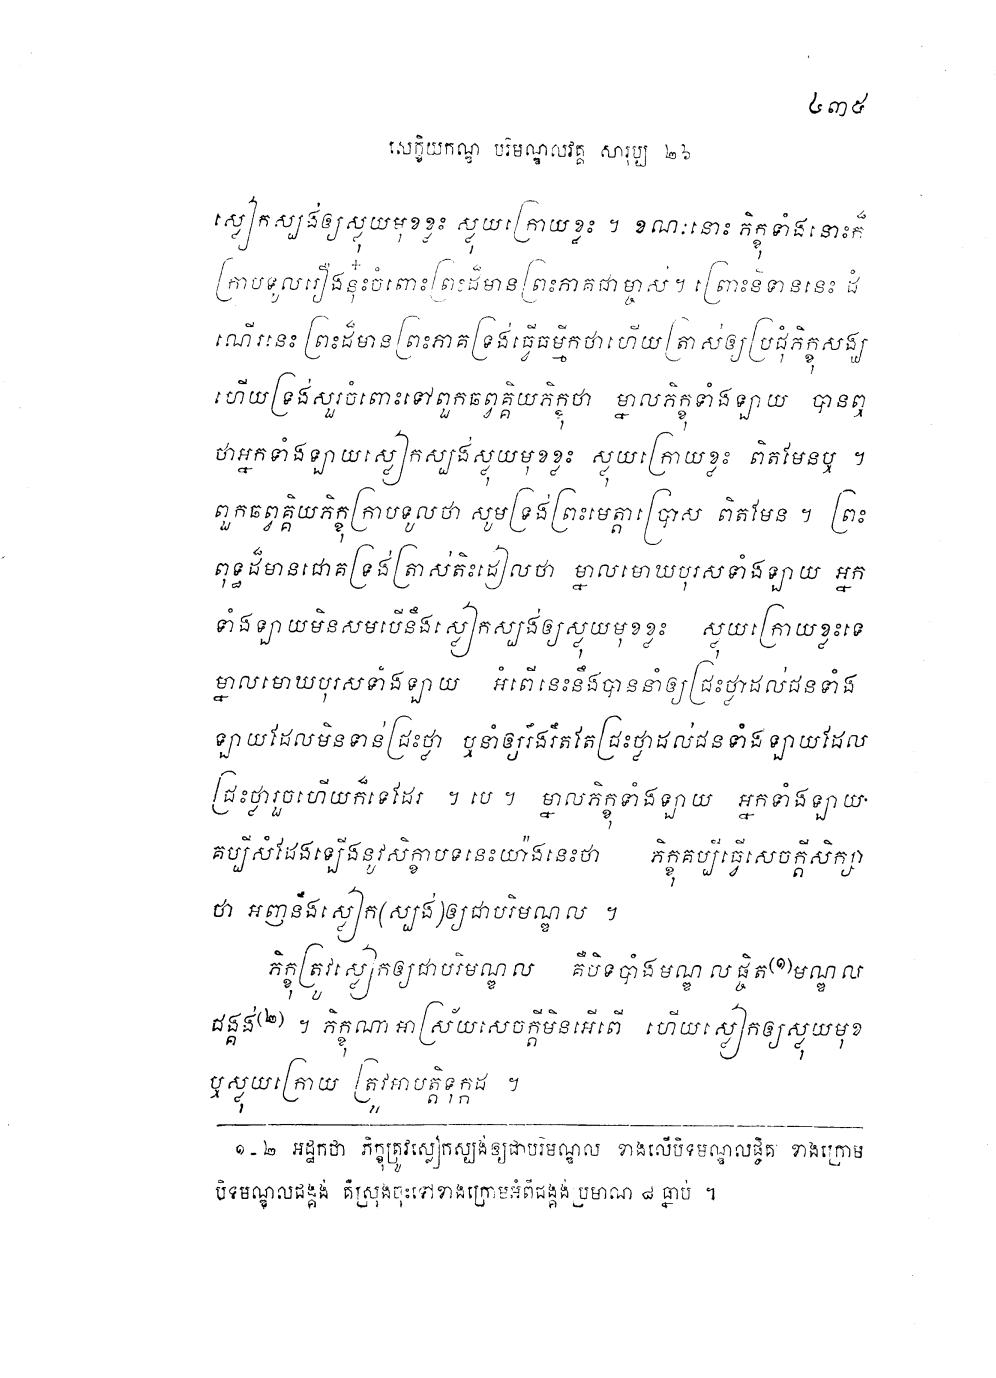 ៤៣៥
សេក្ខិយកណ្ឌ បរិមណ្ឌលវគ្គ សារុប្ប ២៦
ស្លៀកស្បង់ឲ្យស្លុយមុខខ្លះ ស្លុយក្រោយខ្លះ ។ ខណៈនោះ ភិក្ខុទាំងនោះក៏
ក្រាបទូលរឿងនុ៎ះចំពោះព្រះដ៏មានព្រះភាគជាម្ចាស់។ ព្រោះនិទាននេះ ដំ
ណើរនេះ ព្រះដ៏មានព្រះភាគទ្រង់ធ្វើធម្មីកថាហើយត្រាស់ឲ្យប្រជុំភិក្ខុសង្ឃ
ហើយទ្រង់សួរចំពោះទៅពួកឆព្វគ្គិយភិក្ខុថា ម្នាលភិក្ខុទាំងឡាយ បានឮ
ថាអ្នកទាំងឡាយស្លៀកស្បង់ស្លុយមុខខ្លះ ស្លុយក្រោយខ្លះ ពិតមែនឬ ។
ពួកឆព្វគ្គិយភិក្ខុក្រាបទូលថា សូមទ្រង់ព្រះមេត្តាប្រោស ពិតមែន ។ ព្រះ
ពុទ្ធដ៏មានជោគទ្រង់ត្រាស់តិះដៀលថា ម្នាលមោឃបុរសទាំងឡាយ អ្នក
ទាំងឡាយមិនសមបើនឹងស្លៀកស្បង់ឲ្យស្លុយមុខខ្លះ ស្លុយក្រោយខ្លះទេ
ម្នាលមោឃបុរសទាំងឡាយ អំពើនេះនឹងបាននាំឲ្យជ្រះថ្លាដល់ជនទាំង
ឡាយដែលមិនទាន់ជ្រះថ្លា ឬនាំឲ្យរឹងរឹតតែជ្រះថ្លាដល់ជនទាំងឡាយដែល
ជ្រះថ្លារួចហើយក៏ទេដែរ ។ បេ ។ ម្នាលភិក្ខុទាំងឡាយ អ្នកទាំងឡាយ
គប្បីសំដែងឡើងនូវសិក្ខាបទនេះយ៉ាងនេះថា ភិក្ខុគប្បីធ្វើសេចក្តីសិក្សា
ថា អញនឹងស្លៀក(ស្បង់)ឲ្យជាបរិមណ្ឌល ។
ភិក្ខុត្រូវស្លៀកឲ្យជាបរិមណ្ឌល គឺបិទបាំងមណ្ឌលផ្ចិត(១)មណ្ឌល
ជង្គង់(២) ។ ភិក្ខុណាអាស្រ័យសេចក្តីមិនអើពើ ហើយស្លៀកឲ្យស្លុយមុខ
ឬស្លុយក្រោយ ត្រូវអាបត្តិទុក្កដ ។
១_២ អដ្ឋកថា ភិក្ខុត្រូវស្លៀកស្បង់ឲ្យជាបរិមណ្ឌល ខាងលើបិទមណ្ឌលផ្ចិត ខាងក្រោម
បិទមណ្ឌលជង្គង់ គឺស្រុងចុះទៅខាងក្រោមអំពីជង្គង់ ប្រមាណ ៨ ធ្នាប់ ។